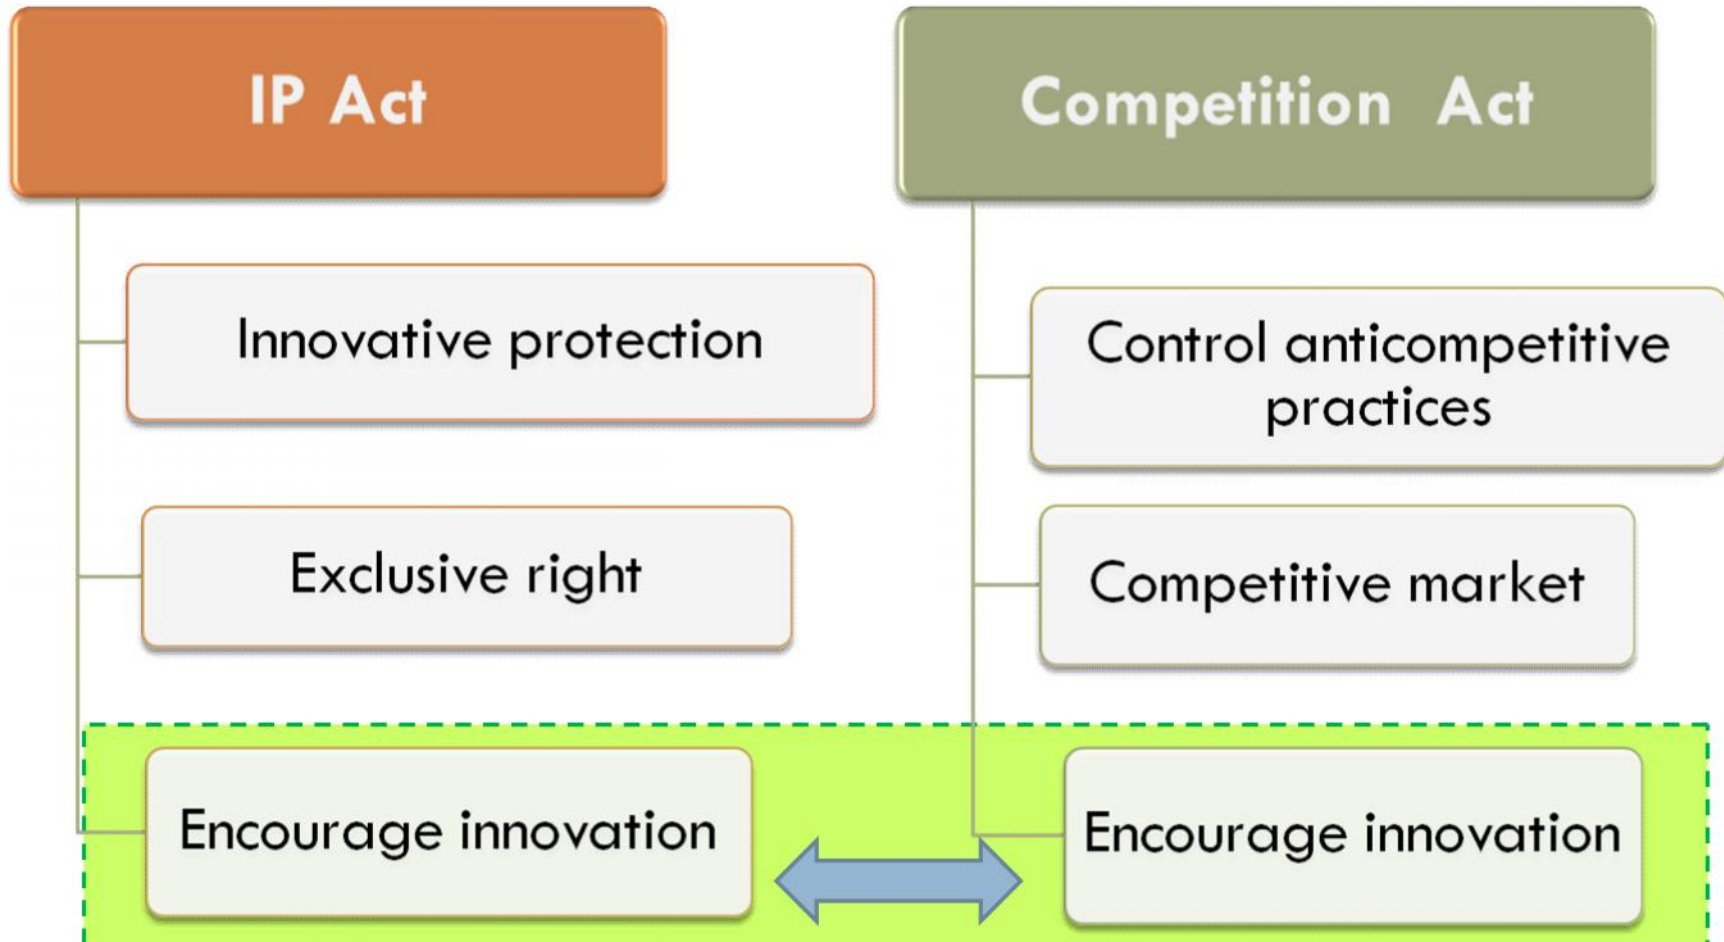 IP Act
Innovative protection
Exclusive right
Encourage innovation
Competition Act
Control anticompetitive
practices
Competitive market
Encourage innovation